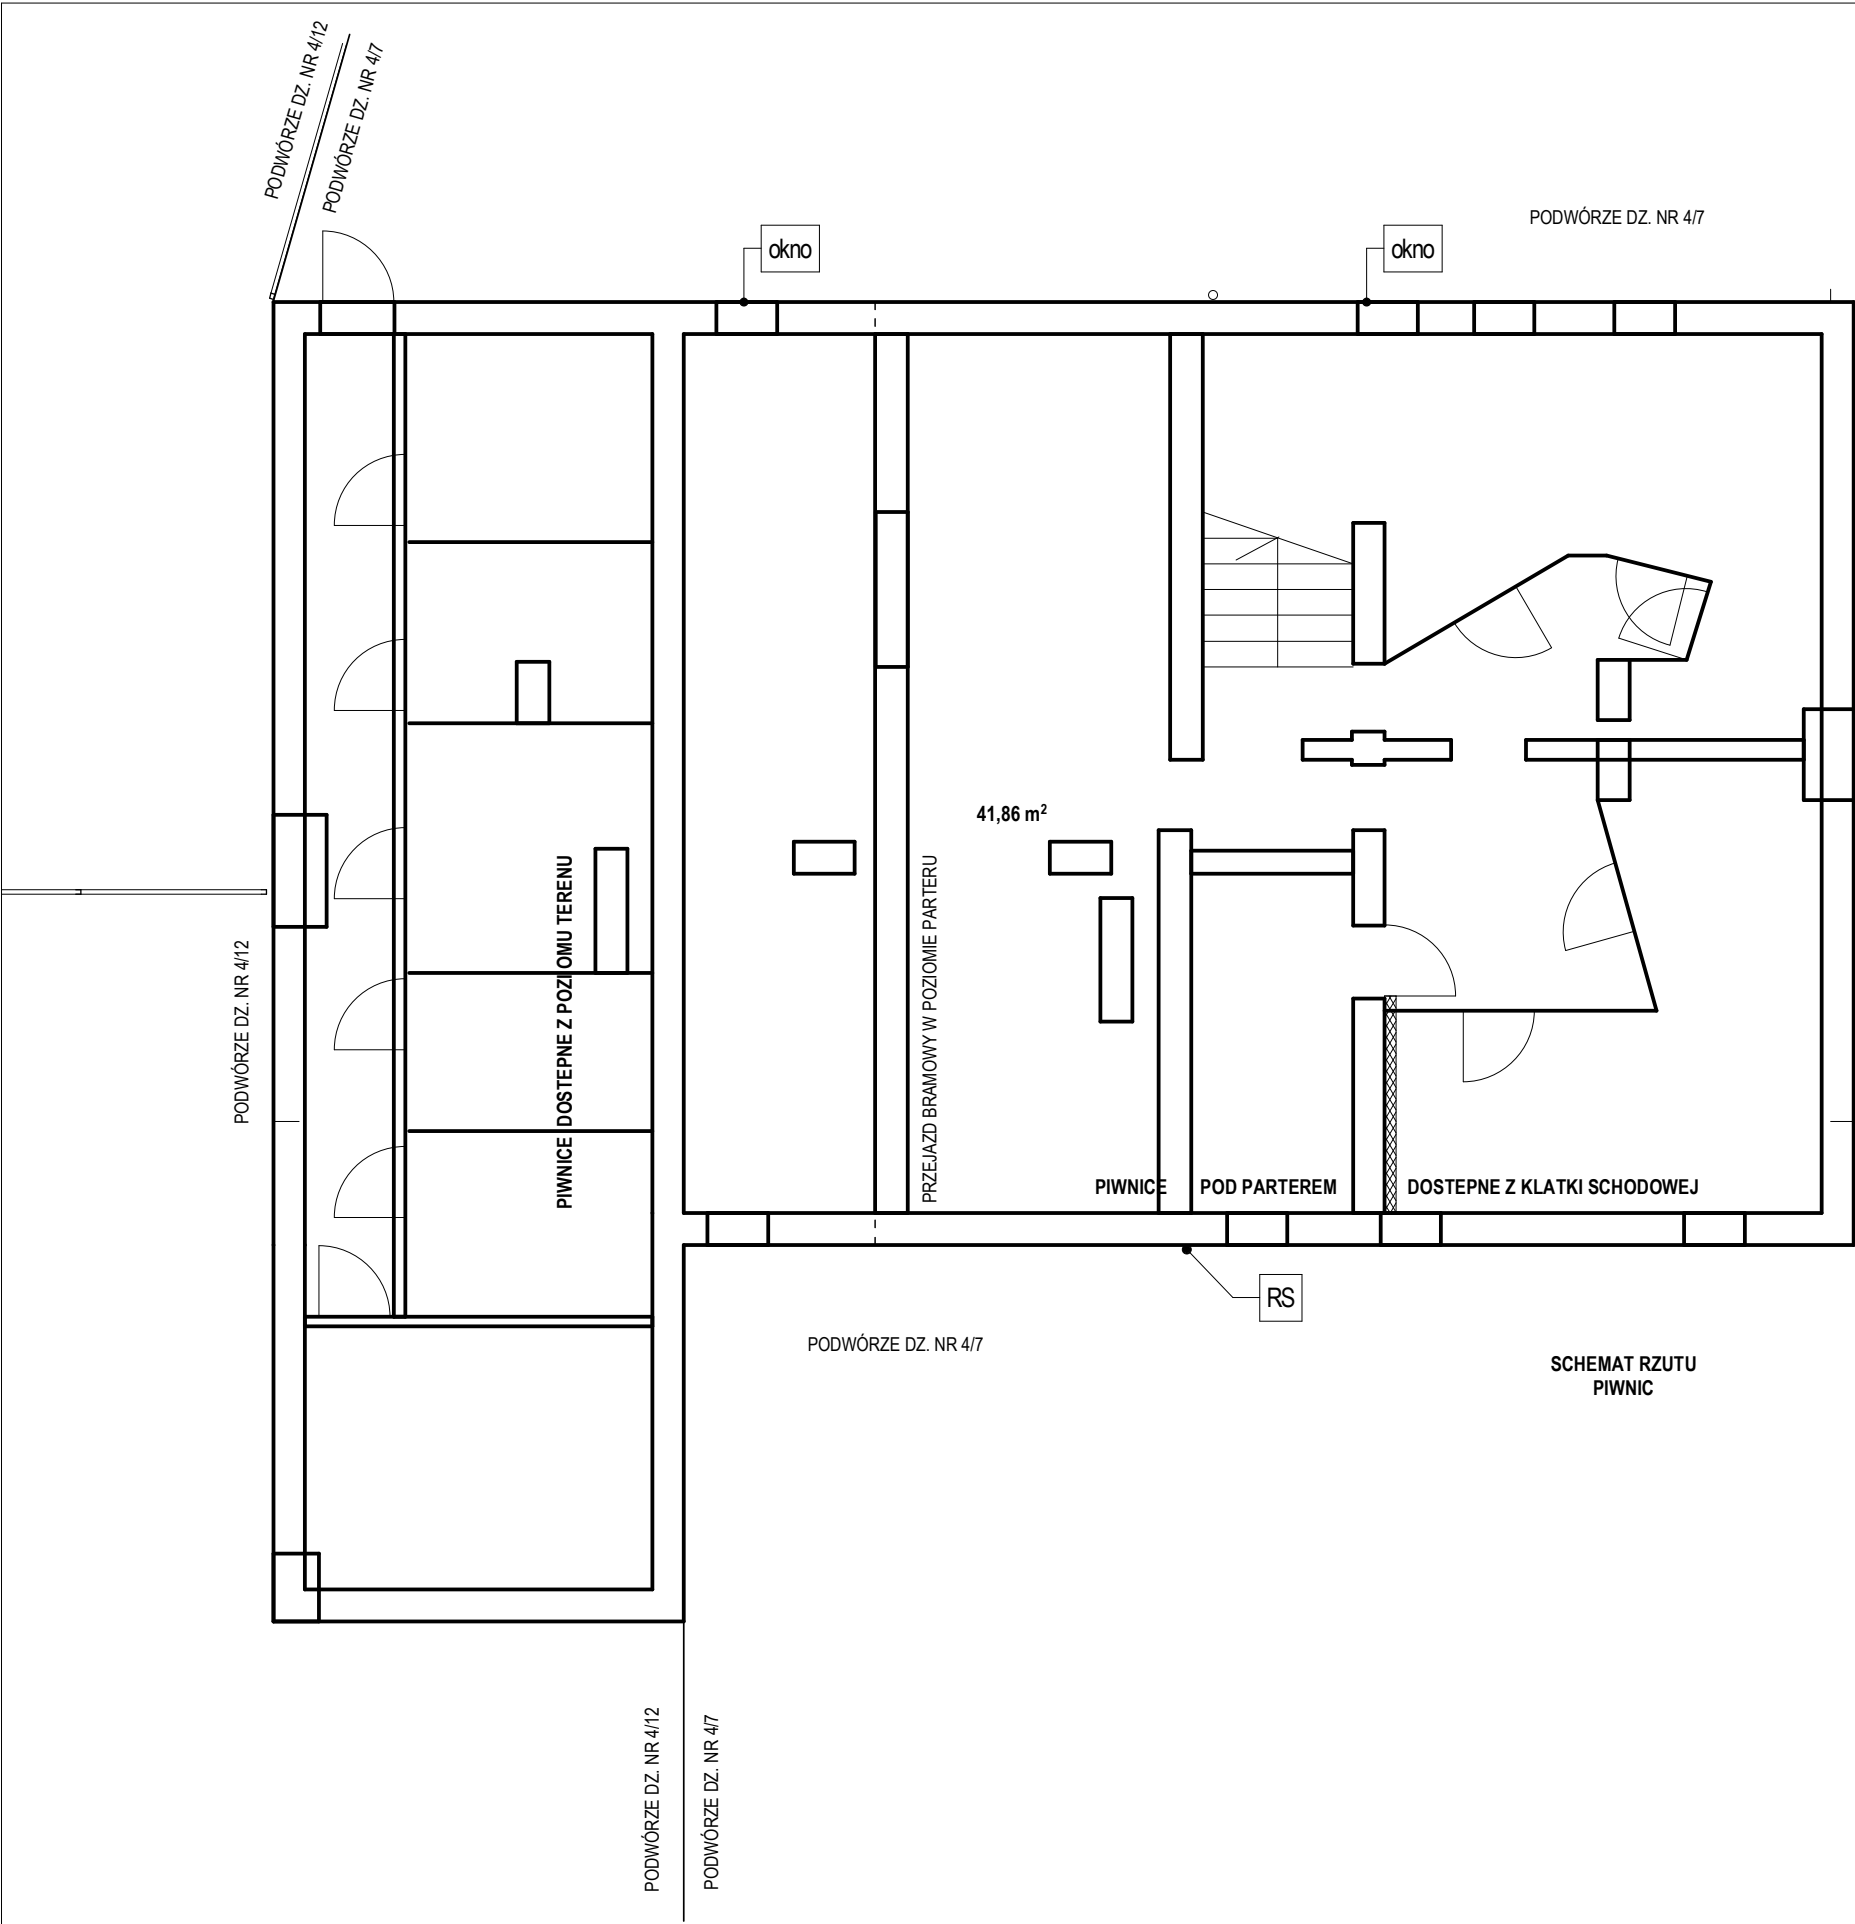 PODWÓRZE DZ. NR 4/12
PODWÓRZE DZ. NR 4/7
PODWÓRZE DZ. NR 4/7
okno
okno
41,86 m²
PIWNICE DOSTEPNE Z POZIOMU TERENU
PRZEJAZD BRAMOWY W POZIOMIE PARTERU
PODWÓRZE DZ. NR 4/12
PIWNICE POD PARTEREM DOSTEPNE Z KLATKI SCHODOWEJ
RS
PODWÓRZE DZ. NR 4/7
SCHEMAT RZUTU
PIWNIC
PODWÓRZE DZ. NR 4/12
PODWÓRZE DZ. NR 4/7